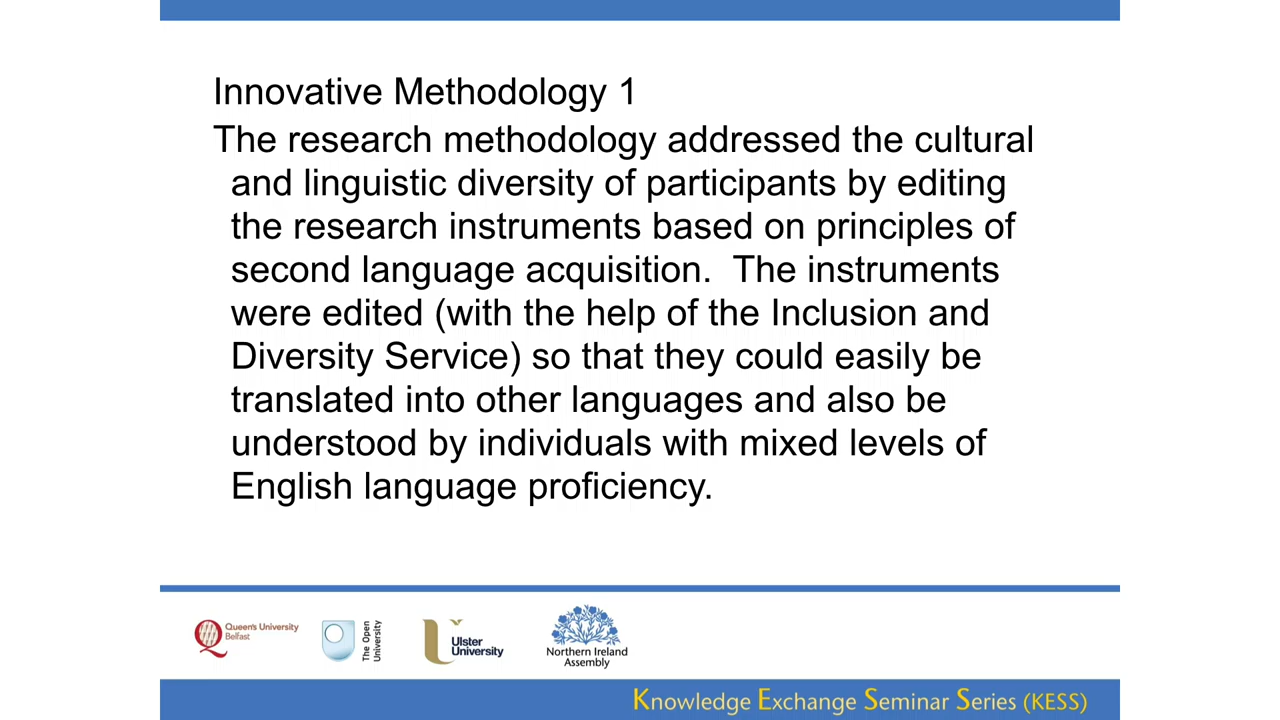 Innovative Methodology 1
The research methodology addressed the cultural
and linguistic diversity of participants by editing
the research instruments based on principles of
second language acquisition.  The instruments
were edited (with the help of the Inclusion and
Diversity Service) so that they could easily be
translated into other languages and also be
understood by individuals with mixed levels of
English language proficiency.
Queen's University
Belfast
The Open
University
Ulster
University
Northern Ireland
Assembly
Knowledge Exchange Seminar Series (KESS)